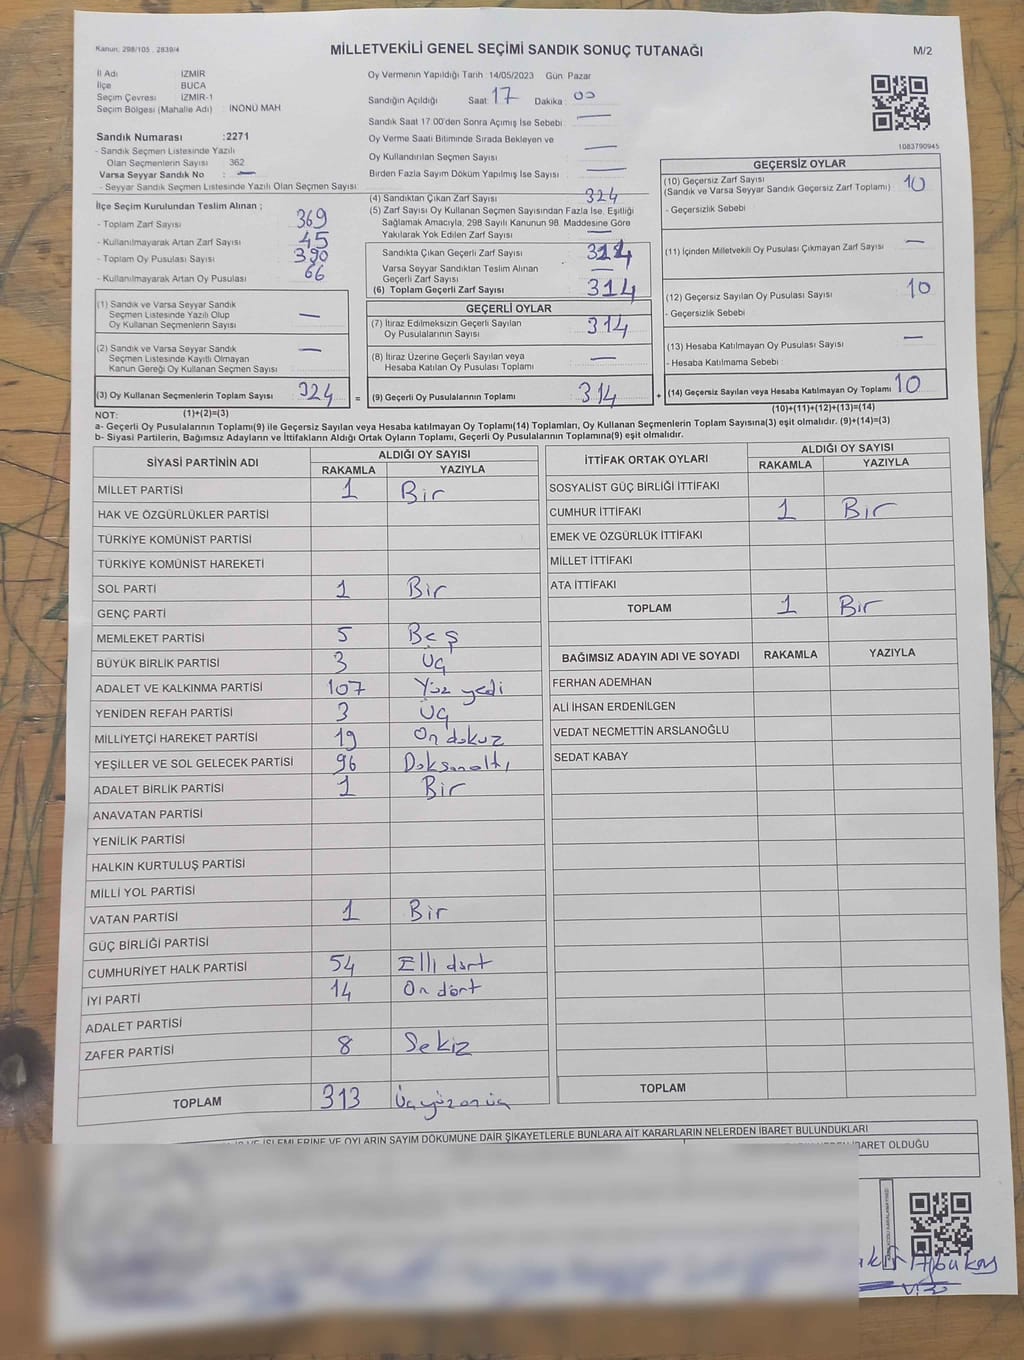 Kanun: 298/105 , 2839/4
MİLLETVEKİLİ GENEL SEÇİMİ SANDIK SONUÇ TUTANAĞI
M/2
İl Adı İZMİR
İlçe BUCA
Seçim Çevresi İZMİR-1
Seçim Bölgesi (Mahalle Adı) İNÖNÜ MAH
Sandık Numarası :2271
- Sandık Seçmen Listesinde Yazılı
Olan Seçmenlerin Sayısı 362
Varsa Seyyar Sandık No : —
- Seyyar Sandık Seçmen Listesinde Yazılı Olan Seçmen Sayısı
Oy Vermenin Yapıldığı Tarih :14/05/2023 Gün: Pazar
Sandığın Açıldığı Saat: 17 Dakika : 00
Sandık Saat 17.00'den Sonra Açımış İse Sebebi : —
Oy Verme Saati Bitiminde Sırada Bekleyen ve
Oy Kullandırılan Seçmen Sayısı —
Birden Fazla Sayım Döküm Yapılmış İse Sayısı : —
1083790945
İlçe Seçim Kurulundan Teslim Alınan ;
- Toplam Zarf Sayısı 369
- Kullanılmayarak Artan Zarf Sayısı 45
- Toplam Oy Pusulası Sayısı 390
- Kullanılmayarak Artan Oy Pusulası 66
(4) Sandıktan Çıkan Zarf Sayısı 324
(5) Zarf Sayısı Oy Kullanan Seçmen Sayısından Fazla İse, Eşitliği
Sağlamak Amacıyla, 298 Sayılı Kanunun 98. Maddesine Göre
Yakılarak Yok Edilen Zarf Sayısı —
Sandıkta Çıkan Geçerli Zarf Sayısı 314
Varsa Seyyar Sandıktan Teslim Alınan
Geçerli Zarf Sayısı —
(6) Toplam Geçerli Zarf Sayısı 314
GEÇERSİZ OYLAR
(10) Geçersiz Zarf Sayısı 10
(Sandık ve Varsa Seyyar Sandık Geçersiz Zarf Toplamı)
- Geçersizlik Sebebi
(11) İçinden Milletvekili Oy Pusulası Çıkmayan Zarf Sayısı —
(12) Geçersiz Sayılan Oy Pusulası Sayısı 10
- Geçersizlik Sebebi
(13) Hesaba Katılmayan Oy Pusulası Sayısı —
- Hesaba Katılmama Sebebi :
(14) Geçersiz Sayılan veya Hesaba Katılmayan Oy Toplamı 10
(1) Sandık ve Varsa Seyyar Sandık
Seçmen Listesinde Yazılı Olup
Oy Kullanan Seçmenlerin Sayısı —
(2) Sandık ve Varsa Seyyar Sandık
Seçmen Listesinde Kayıtlı Olmayan
Kanun Gereği Oy Kullanan Seçmen Sayısı —
(3) Oy Kullanan Seçmenlerin Toplam Sayısı 324 =
GEÇERLİ OYLAR
(7) İtiraz Edilmeksizin Geçerli Sayılan
Oy Pusulalarının Sayısı 314
(8) İtiraz Üzerine Geçerli Sayılan veya
Hesaba Katılan Oy Pusulası Toplamı —
(9) Geçerli Oy Pusulalarının Toplamı 314 +
NOT: (1)+(2)=(3)
(10)+(11)+(12)+(13)=(14)
a- Geçerli Oy Pusulalarının Toplamı(9) ile Geçersiz Sayılan veya Hesaba katılmayan Oy Toplamı(14) Toplamları, Oy Kullanan Seçmenlerin Toplam Sayısına(3) eşit olmalıdır. (9)+(14)=(3)
b- Siyasi Partilerin, Bağımsız Adayların ve İttifakların Aldığı Ortak Oyların Toplamı, Geçerli Oy Pusulalarının Toplamına(9) eşit olmalıdır.
SİYASİ PARTİNİN ADI ALDIĞI OY SAYISI
RAKAMLA YAZIYLA
MİLLET PARTİSİ 1 Bir
HAK VE ÖZGÜRLÜKLER PARTİSİ
TÜRKİYE KOMÜNİST PARTİSİ
TÜRKİYE KOMÜNİST HAREKETİ
SOL PARTİ 1 Bir
GENÇ PARTİ
MEMLEKET PARTİSİ 5 Beş
BÜYÜK BİRLİK PARTİSİ 3 Üç
ADALET VE KALKINMA PARTİSİ 107 Yüz yedi
YENİDEN REFAH PARTİSİ 3 Üç
MİLLİYETÇİ HAREKET PARTİSİ 19 On dokuz
YEŞİLLER VE SOL GELECEK PARTİSİ 96 Doksanaltı
ADALET BİRLİK PARTİSİ 1 Bir
ANAVATAN PARTİSİ
YENİLİK PARTİSİ
HALKIN KURTULUŞ PARTİSİ
MİLLİ YOL PARTİSİ
VATAN PARTİSİ 1 Bir
GÜÇ BİRLİĞİ PARTİSİ
CUMHURİYET HALK PARTİSİ 54 Elli dört
İYİ PARTİ 14 On dört
ADALET PARTİSİ
ZAFER PARTİSİ 8 Sekiz
TOPLAM 313 Üçyüzonüç
İTTİFAK ORTAK OYLARI ALDIĞI OY SAYISI
RAKAMLA YAZIYLA
SOSYALİST GÜÇ BİRLİĞİ İTTİFAKI
CUMHUR İTTİFAKI 1 Bir
EMEK VE ÖZGÜRLÜK İTTİFAKI
MİLLET İTTİFAKI
ATA İTTİFAKI
TOPLAM 1 Bir
BAĞIMSIZ ADAYIN ADI VE SOYADI RAKAMLA YAZIYLA
FERHAN ADEMHAN
ALİ İHSAN ERDENİLGEN
VEDAT NECMETTİN ARSLANOĞLU
SEDAT KABAY
TOPLAM
VE İŞLEMLERİNE VE OYLARIN SAYIM DÖKÜMÜNE DAİR ŞİKAYETLERLE BUNLARA AİT KARARLARIN NELERDEN İBARET BULUNDUKLARI
İBARET OLDUĞU